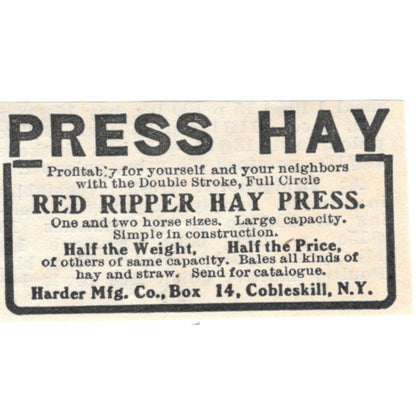 PRESS HAY
Profitably for yourself and your neighbors
with the Double Stroke, Full Circle
RED RIPPER HAY PRESS.
One and two horse sizes. Large capacity.
Simple in construction.
Half the Weight, Half the Price,
of others of same capacity. Bales all kinds of
hay and straw. Send for catalogue.
Harder Mfg. Co., Box 14, Cobleskill, N.Y.